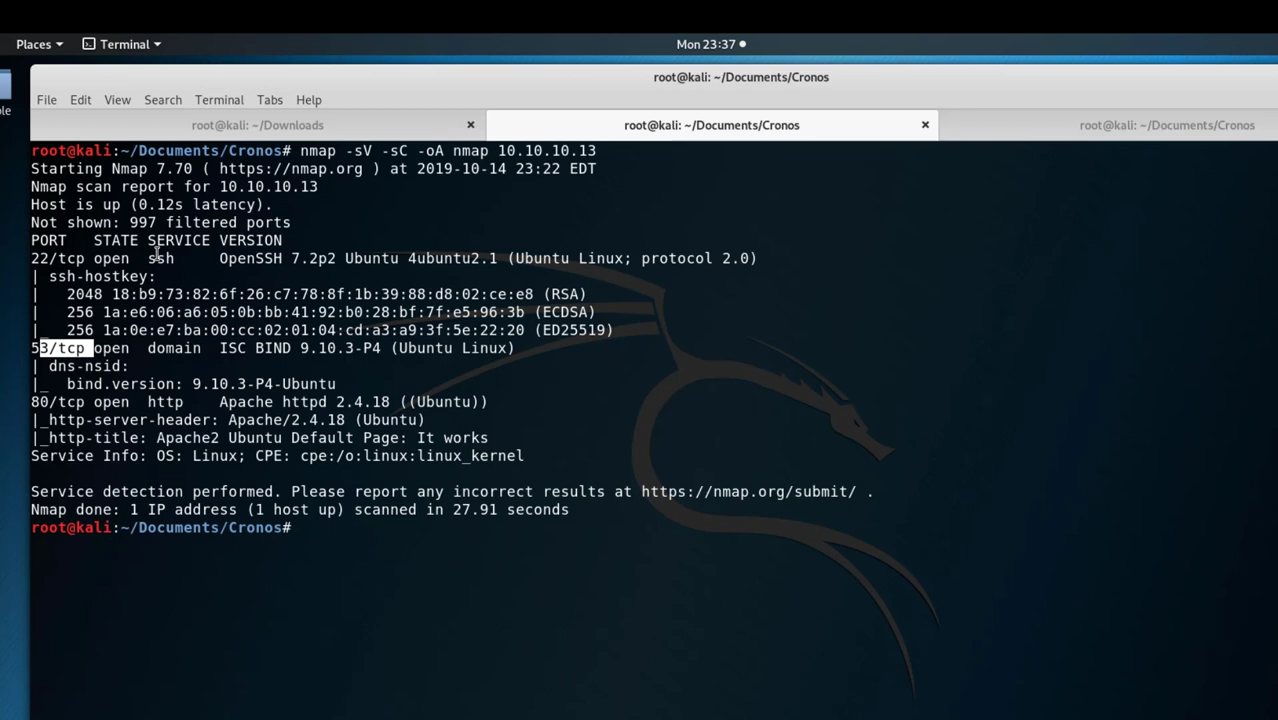 Places Terminal Mon 23:37
root@kali: ~/Documents/Cronos
File Edit View Search Terminal Tabs Help
root@kali: ~/Downloads × root@kali: ~/Documents/Cronos × root@kali: ~/Documents/Cronos
root@kali:~/Documents/Cronos# nmap -sV -sC -oA nmap 10.10.10.13
Starting Nmap 7.70 ( https://nmap.org ) at 2019-10-14 23:22 EDT
Nmap scan report for 10.10.10.13
Host is up (0.12s latency).
Not shown: 997 filtered ports
PORT   STATE SERVICE VERSION
22/tcp open  ssh     OpenSSH 7.2p2 Ubuntu 4ubuntu2.1 (Ubuntu Linux; protocol 2.0)
| ssh-hostkey:
|   2048 18:b9:73:82:6f:26:c7:78:8f:1b:39:88:d8:02:ce:e8 (RSA)
|   256 1a:e6:06:a6:05:0b:bb:41:92:b0:28:bf:7f:e5:96:3b (ECDSA)
|_  256 1a:0e:e7:ba:00:cc:02:01:04:cd:a3:a9:3f:5e:22:20 (ED25519)
53/tcp open  domain  ISC BIND 9.10.3-P4 (Ubuntu Linux)
| dns-nsid:
|_  bind.version: 9.10.3-P4-Ubuntu
80/tcp open  http    Apache httpd 2.4.18 ((Ubuntu))
|_http-server-header: Apache/2.4.18 (Ubuntu)
|_http-title: Apache2 Ubuntu Default Page: It works
Service Info: OS: Linux; CPE: cpe:/o:linux:linux_kernel

Service detection performed. Please report any incorrect results at https://nmap.org/submit/ .
Nmap done: 1 IP address (1 host up) scanned in 27.91 seconds
root@kali:~/Documents/Cronos#